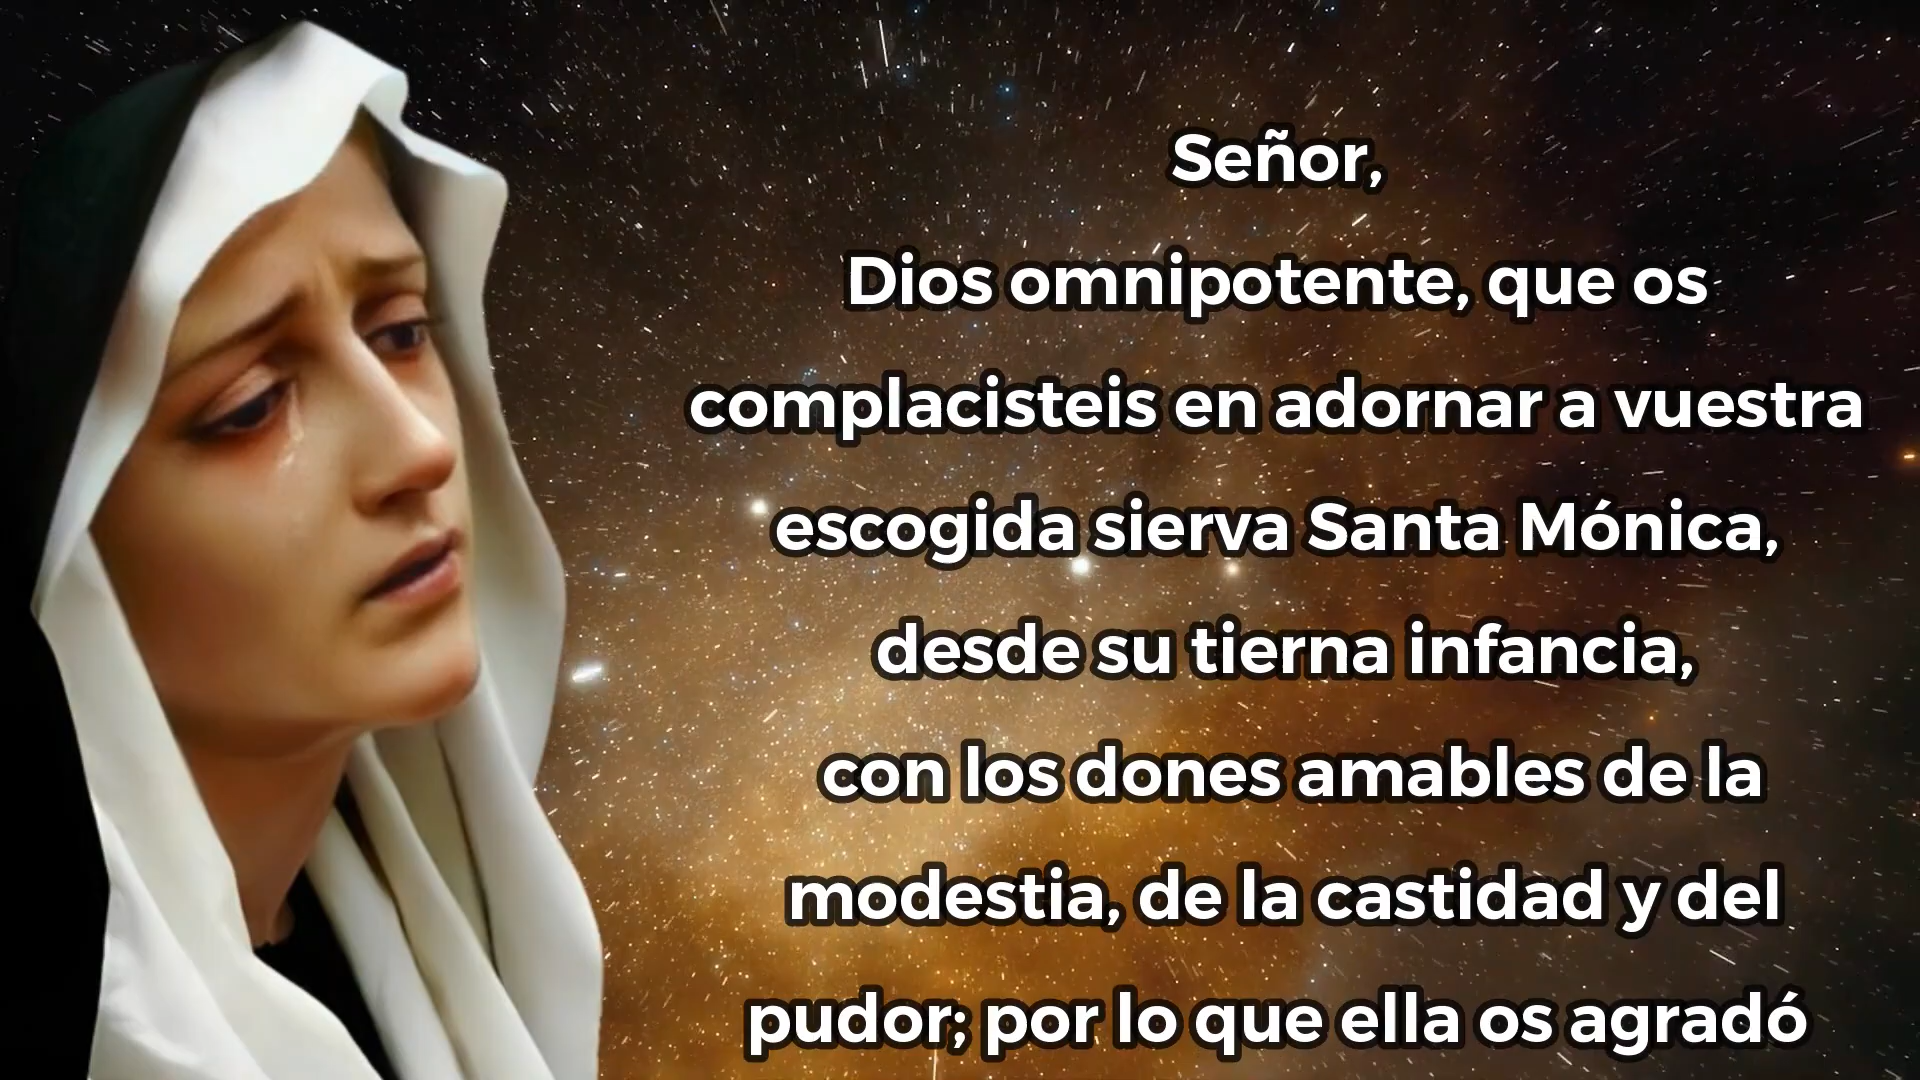 Señor,
Dios omnipotente, que os
complacisteis en adornar a vuestra
escogida sierva Santa Mónica,
desde su tierna infancia,
con los dones amables de la
modestia, de la castidad y del
pudor; por lo que ella os agradó